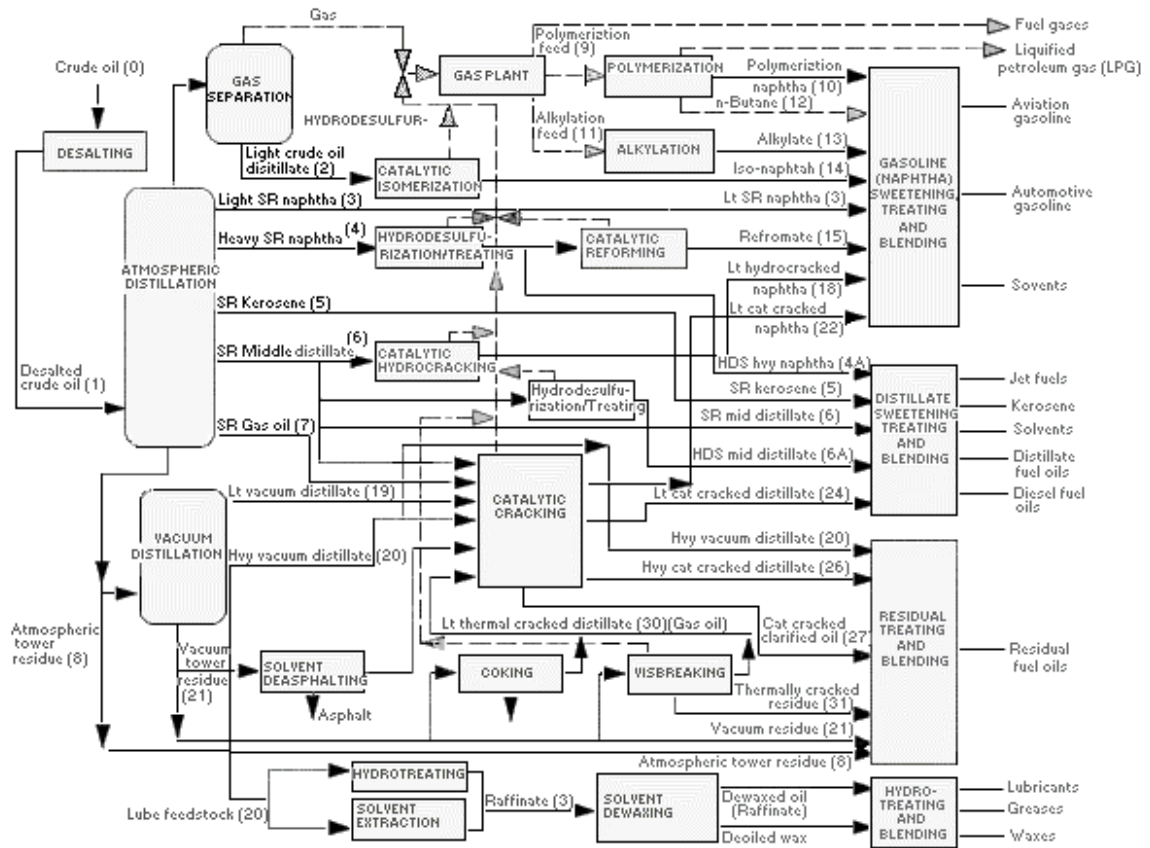 Gas
Fuel gases
Polymeriztion
feed (9)
Liquified
petroleum gas (LPG)
Crude oil (0)
GAS
SEPARATION
GAS PLANT
POLYMERIZATION
Polymeriztion
naphtha (10)
n-Butane (12)
Aviation
gasoline
HYDRODESULFUR-
Alkylation
feed (11)
DESALTING
Light crude oil
disitillate (2)
CATALYTIC
ISOMERIZATION
ALKYLATION
Alkylate (13)
Iso-naphtah (14)
GASOLINE
(NAPHTHA)
SWEETENING,
TREATING
AND
BLENDING
Automotive
gasoline
Light SR naphtha (3)
Lt SR naphtha (3)
Heavy SR naphtha (4)
HYDRODESULFU-
RIZATION/TREATING
CATALYTIC
REFORMING
Refromate (15)
ATMOSPHERIC
DISTILLATION
Lt hydrocracked
naphtha (18)
Sovents
SR Kerosene (5)
Lt cat cracked
naphtha (22)
SR Middle distillate (6)
CATALYTIC
HYDROCRACKING
HDS hvy naphtha (4A)
Jet fuels
Desalted
crude oil (1)
Hydrodesulfu-
rization/Treating
SR kerosene (5)
DISTILLATE
SWEETENING
TREATING
AND
BLENDING
Kerosene
SR mid distillate (6)
Solvents
SR Gas oil (7)
HDS mid distillate (6A)
Distillate
fuel oils
Diesel fuel
oils
Lt vacuum distillate (19)
CATALYTIC
CRACKING
Lt cat cracked distillate (24)
VACUUM
DISTILLATION
Hvy vacuum distillate (20)
Hvy vacuum distillate (20)
Hvy cat cracked distillate (26)
Atmospheric
tower
residue (8)
Lt thermal cracked distillate (30)(Gas oil)
Cat cracked
clarified oil (27)
RESIDUAL
TREATING
AND
BLENDING
Residual
fuel oils
Vacuum
tower
residue
(21)
SOLVENT
DEASPHALTING
COKING
VISBREAKING
Asphalt
Thermally cracked
residue (31)
Vacuum residue (21)
Atmospheric tower residue (8)
HYDROTREATING
Lube feedstock (20)
SOLVENT
EXTRACTION
Raffinate (3)
SOLVENT
DEWAXING
Dewaxed oil
(Raffinate)
Deoiled wax
HYDRO-
TREATING
AND
BLENDING
Lubricants
Greases
Waxes